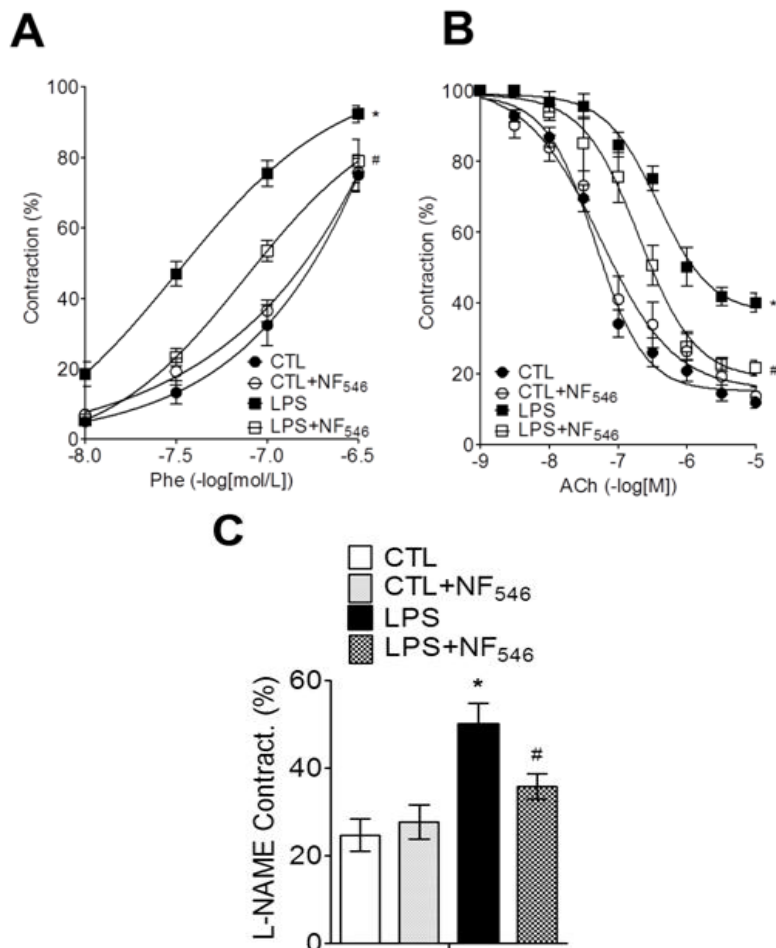 A
B
100
80
60
40
20
0
Contraction (%)
*
#
CTL
CTL+NF546
LPS
LPS+NF546
-8.0 -7.5 -7.0 -6.5
Phe (-log[mol/L])
100
80
60
40
20
0
Contraction (%)
*
#
CTL
CTL+NF546
LPS
LPS+NF546
-9 -8 -7 -6 -5
ACh (-log[M])
C
CTL
CTL+NF546
LPS
LPS+NF546
60
40
20
0
L-NAME Contract. (%)
*
#